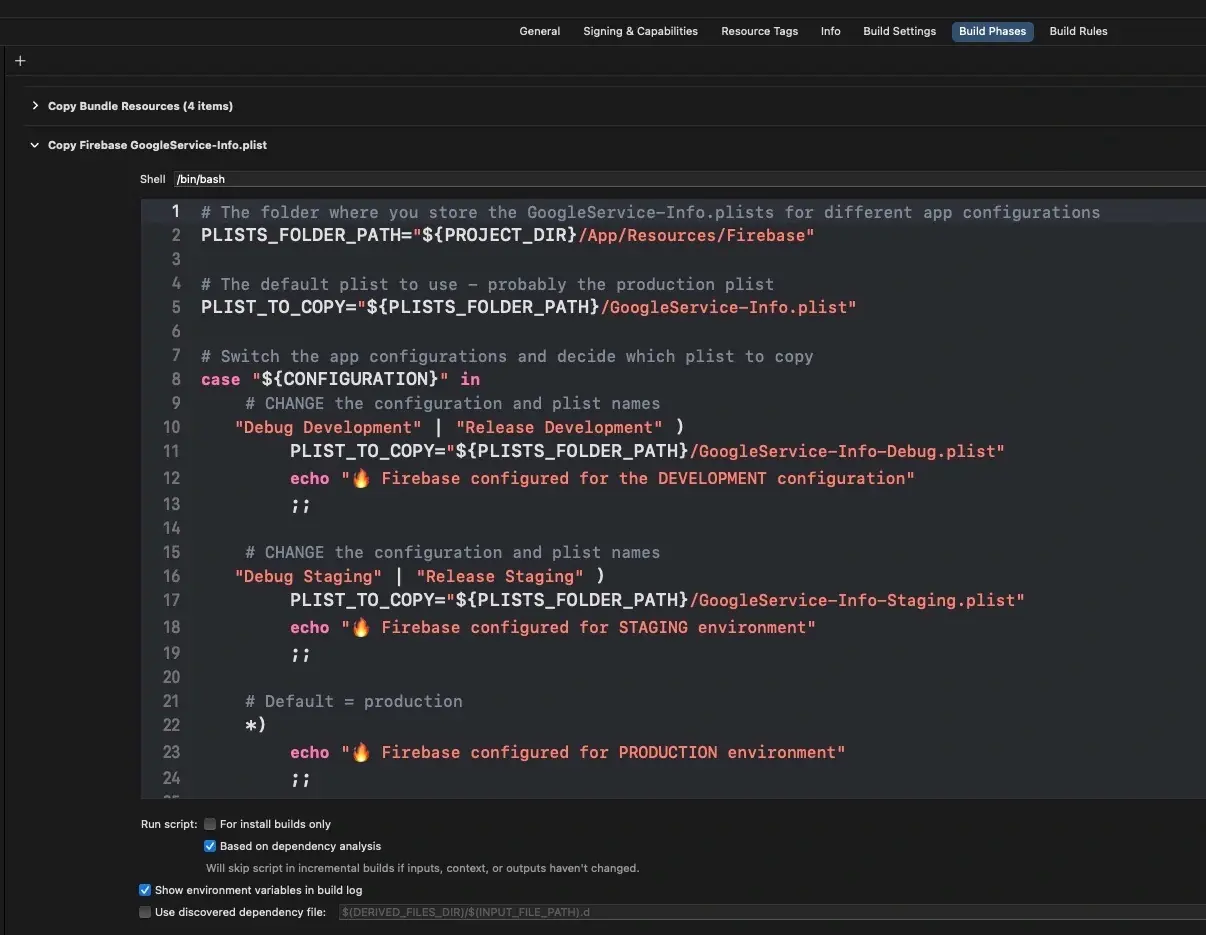 General Signing & Capabilities Resource Tags Info Build Settings Build Phases Build Rules
+
Copy Bundle Resources (4 items)
Copy Firebase GoogleService-Info.plist
Shell /bin/bash
1 # The folder where you store the GoogleService-Info.plists for different app configurations
2 PLISTS_FOLDER_PATH="${PROJECT_DIR}/App/Resources/Firebase"
3
4 # The default plist to use – probably the production plist
5 PLIST_TO_COPY="${PLISTS_FOLDER_PATH}/GoogleService-Info.plist"
6
7 # Switch the app configurations and decide which plist to copy
8 case "${CONFIGURATION}" in
9 # CHANGE the configuration and plist names
10 "Debug Development" | "Release Development" )
11 PLIST_TO_COPY="${PLISTS_FOLDER_PATH}/GoogleService-Info-Debug.plist"
12 echo "🔥 Firebase configured for the DEVELOPMENT configuration"
13 ;;
14
15 # CHANGE the configuration and plist names
16 "Debug Staging" | "Release Staging" )
17 PLIST_TO_COPY="${PLISTS_FOLDER_PATH}/GoogleService-Info-Staging.plist"
18 echo "🔥 Firebase configured for STAGING environment"
19 ;;
20
21 # Default = production
22 *)
23 echo "🔥 Firebase configured for PRODUCTION environment"
24 ;;
Run script: For install builds only
Based on dependency analysis
Will skip script in incremental builds if inputs, context, or outputs haven't changed.
Show environment variables in build log
Use discovered dependency file: $(DERIVED_FILES_DIR)/$(INPUT_FILE_PATH).d